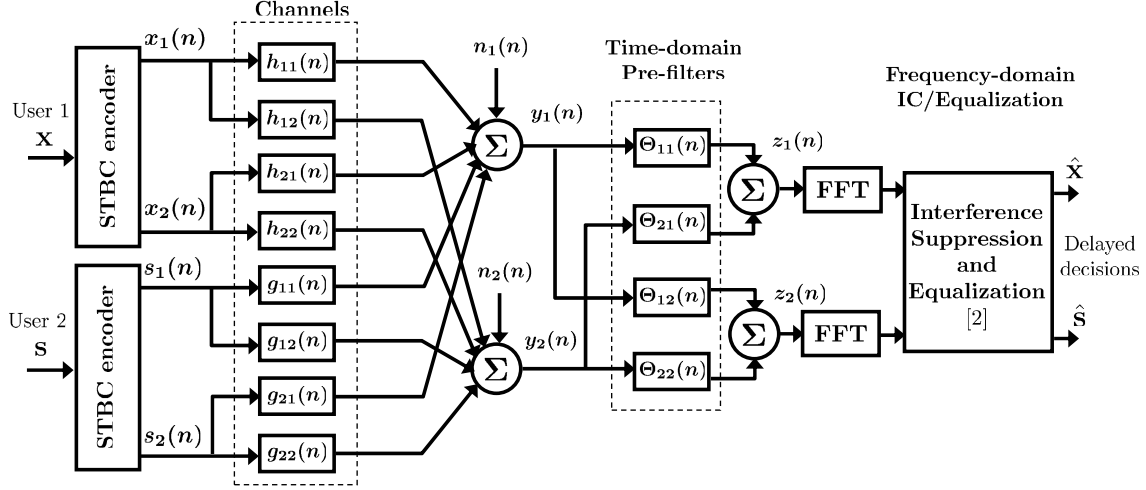 Channels
x₁(n)
h₁₁(n)
User 1
x
STBC encoder
h₁₂(n)
h₂₁(n)
x₂(n)
h₂₂(n)
s₁(n)
g₁₁(n)
User 2
s
STBC encoder
g₁₂(n)
g₂₁(n)
s₂(n)
g₂₂(n)
n₁(n)
Σ
y₁(n)
n₂(n)
Σ
y₂(n)
Time-domain
Pre-filters
Θ₁₁(n)
Θ₂₁(n)
Θ₁₂(n)
Θ₂₂(n)
z₁(n)
Σ
FFT
z₂(n)
Σ
FFT
Frequency-domain
IC/Equalization
Interference
Suppression
and
Equalization
[2]
x̂
Delayed
decisions
ŝ